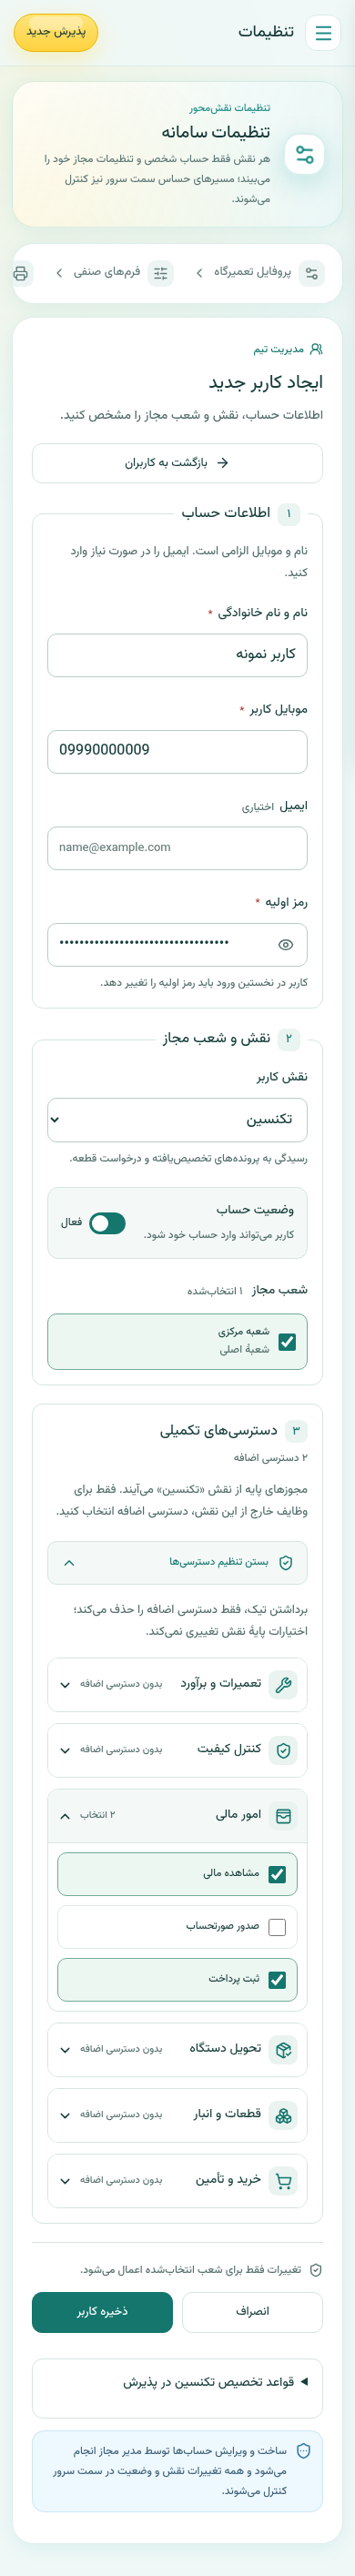 تنظیمات
پذیرش جدید
تنظیمات نقش‌محور
تنظیمات سامانه
هر نقش فقط حساب شخصی و تنظیمات مجاز خود را
می‌بیند؛ مسیرهای حساس سمت سرور نیز کنترل
می‌شوند.
پروفایل تعمیرگاه
فرم‌های صنفی
مدیریت تیم
ایجاد کاربر جدید
اطلاعات حساب، نقش و شعب مجاز را مشخص کنید.
بازگشت به کاربران
۱ اطلاعات حساب
نام و موبایل الزامی است. ایمیل را در صورت نیاز وارد
کنید.
نام و نام خانوادگی *
کاربر نمونه
موبایل کاربر *
09990000009
ایمیل اختیاری
name@example.com
رمز اولیه *
کاربر در نخستین ورود باید رمز اولیه را تغییر دهد.
۲ نقش و شعب مجاز
نقش کاربر
تکنسین
رسیدگی به پرونده‌های تخصیص‌یافته و درخواست قطعه.
وضعیت حساب
کاربر می‌تواند وارد حساب خود شود.
فعال
شعب مجاز ۱ انتخاب‌شده
شعبه مرکزی
شعبهٔ اصلی
۳ دسترسی‌های تکمیلی
۲ دسترسی اضافه
مجوزهای پایه از نقش «تکنسین» می‌آیند. فقط برای
وظایف خارج از این نقش، دسترسی اضافه انتخاب کنید.
بستن تنظیم دسترسی‌ها
برداشتن تیک، فقط دسترسی اضافه را حذف می‌کند؛
اختیارات پایهٔ نقش تغییری نمی‌کند.
تعمیرات و برآورد بدون دسترسی اضافه
کنترل کیفیت بدون دسترسی اضافه
امور مالی ۲ انتخاب
مشاهده مالی
صدور صورتحساب
ثبت پرداخت
تحویل دستگاه بدون دسترسی اضافه
قطعات و انبار بدون دسترسی اضافه
خرید و تأمین بدون دسترسی اضافه
تغییرات فقط برای شعب انتخاب‌شده اعمال می‌شود.
انصراف
ذخیره کاربر
قواعد تخصیص تکنسین در پذیرش
ساخت و ویرایش حساب‌ها توسط مدیر مجاز انجام
می‌شود و همه تغییرات نقش و وضعیت در سمت سرور
کنترل می‌شوند.